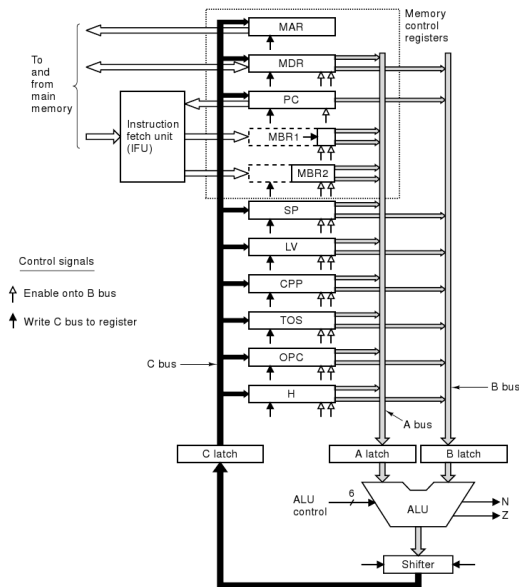 MAR
Memory
control
registers
To
and
from
main
memory
MDR
PC
Instruction
fetch unit
(IFU)
MBR1
MBR2
SP
LV
Control signals
Enable onto B bus
CPP
Write C bus to register
TOS
C bus
OPC
B bus
H
A bus
C latch
A latch
B latch
ALU
control
6
ALU
N
Z
Shifter